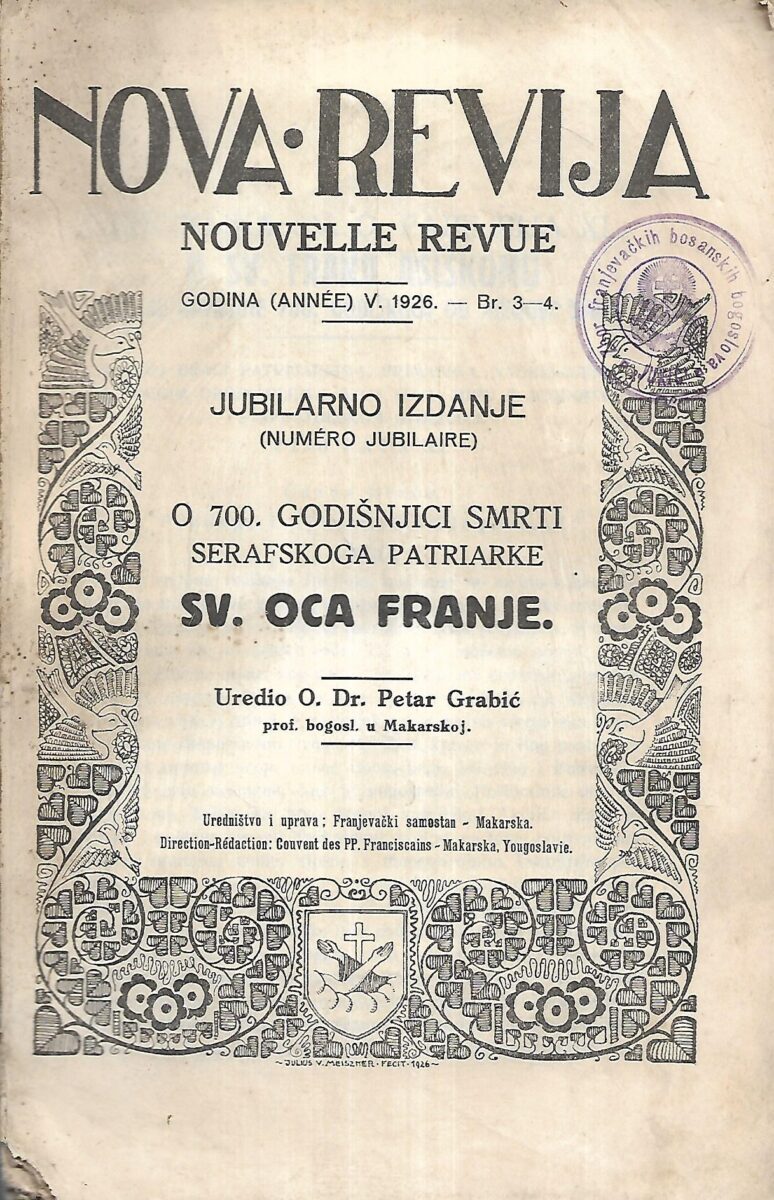 NOVA·REVIJA
NOUVELLE REVUE
GODINA (ANNÉE) V. 1926. — Br. 3—4.
franjevačkih bosanskih bogoslova
JUBILARNO IZDANJE
(NUMÉRO JUBILAIRE)
O 700. GODIŠNJICI SMRTI
SERAFSKOGA PATRIARKE
SV. OCA FRANJE.
Uredio O. Dr. Petar Grabić
prof. bogosl. u Makarskoj.
Uredništvo i uprava: Franjevački samostan - Makarska.
Direction-Rédaction: Couvent des PP. Franciscains - Makarska, Yougoslavie.
~ JULIUS V. MEISZNER · FECIT · 1926 ~